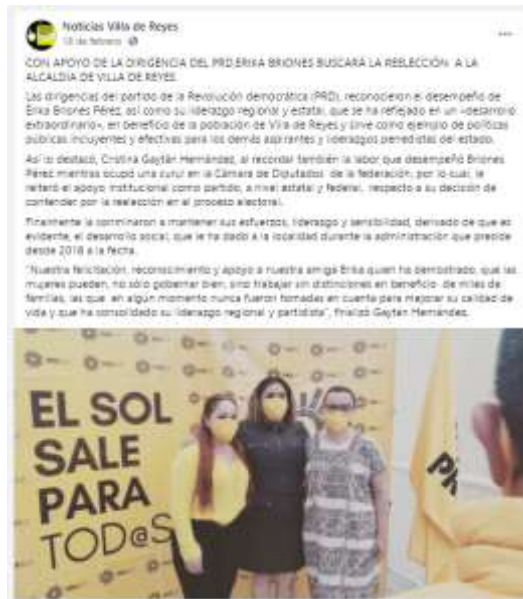 Noticias Villa de Reyes
18 de febrero
CON APOYO DE LA DIRIGENCIA DEL PRD,ERIKA BRIONES BUSCARÁ LA REELECCIÓN A LA
ALCALDIA DE VILLA DE REYES.
Las dirigencias del partido de la Revolución democrática (PRD), reconocieron el desempeño de
Erika Briones Pérez, así como su liderazgo regional y estatal, que se ha reflejado en un «desarrollo
extraordinario», en beneficio de la población de Villa de Reyes y sirve como ejemplo de políticas
públicas incluyentes y efectivas para los demás aspirantes y liderazgos perredistas del estado.
Así lo destacó, Cristina Gaytán Hernández, al recordar también la labor que desempeñó Briones
Pérez mientras ocupó una curul en la Cámara de Diputados de la federación, por lo cual, le
reiteró el apoyo institucional como partido, a nivel estatal y federal, respecto a su decisión de
contender por la reelección en el proceso electoral.
Finalmente la conminaron a mantener sus esfuerzos, liderazgo y sensibilidad, derivado de que es
evidente, el desarrollo social, que le ha dado a la localidad durante la administración que preside
desde 2018 a la fecha.
"Nuestra felicitación, reconocimiento y apoyo a nuestra amiga Erika quien ha demostrado, que las
mujeres pueden, no sólo gobernar bien, sino trabajar sin distinciones en beneficio de miles de
familias, las que en algún momento nunca fueron tomadas en cuenta para mejorar su calidad de
vida y que ha consolidado su liderazgo regional y partidista", finalizó Gaytán Hernández.
EL SOL
SALE
PARA
TOD@S